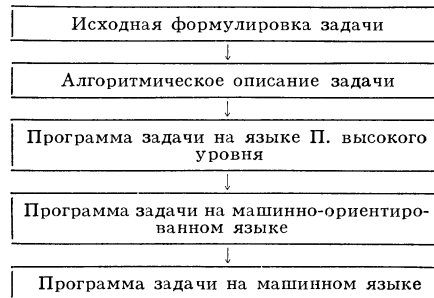 Исходная формулировка задачи
Алгоритмическое описание задачи
Программа задачи на языке П. высокого
уровня
Программа задачи на машинно-ориентиро-
ванном языке
Программа задачи на машинном языке